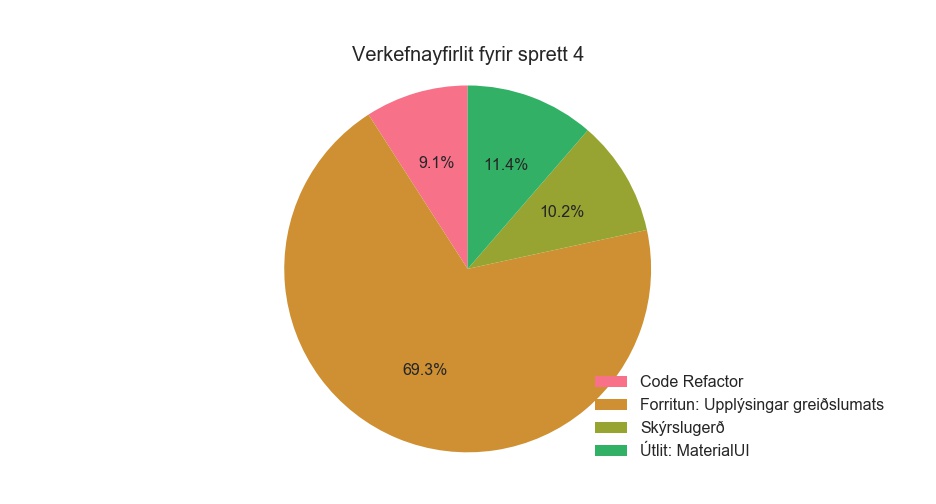 Verkefnayfirlit fyrir sprett 4
9.1%
11.4%
10.2%
69.3%
Code Refactor
Forritun: Upplýsingar greiðslumats
Skýrslugerð
Útlit: MaterialUI